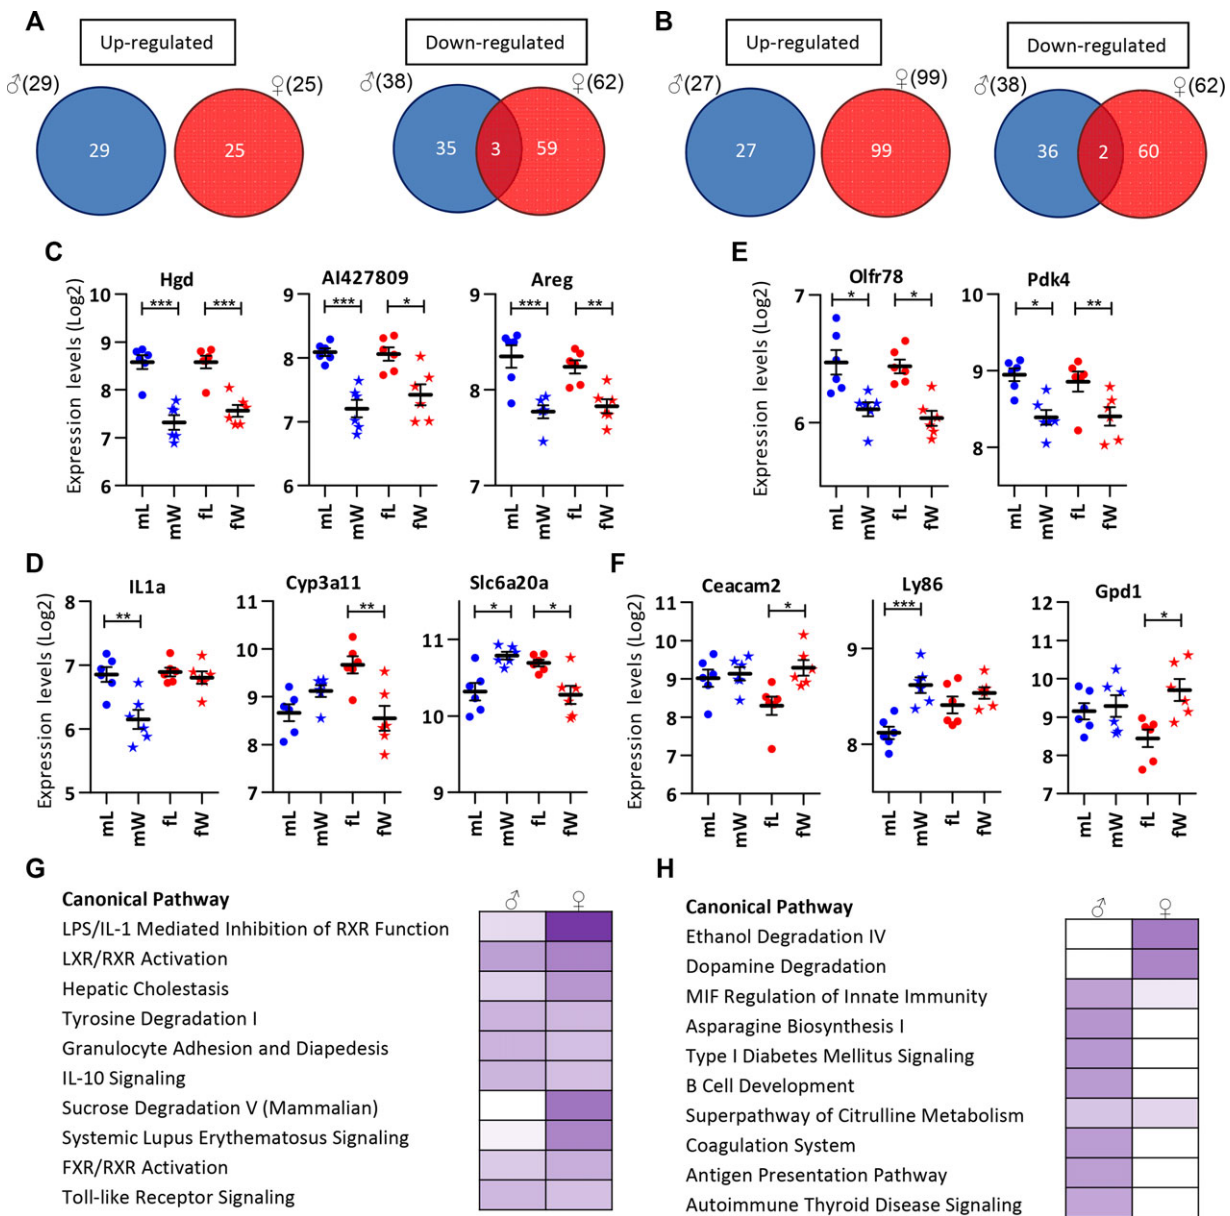 A
Up-regulated
Down-regulated
♂(29)
♀(25)
♂(38)
♀(62)
29
25
35
3
59
B
Up-regulated
Down-regulated
♂(27)
♀(99)
♂(38)
♀(62)
27
99
36
2
60
C
Expression levels (Log2)
Hgd
10
9
8
7
6
***
***
mL
mW
fL
fW
AI427809
9
8
7
6
***
*
mL
mW
fL
fW
Areg
9
8
7
***
**
mL
mW
fL
fW
E
Expression levels (Log2)
Olfr78
7
6
*
*
mL
mW
fL
fW
Pdk4
10
9
8
*
**
mL
mW
fL
fW
D
Expression levels (Log2)
IL1a
8
7
6
5
**
mL
mW
fL
fW
Cyp3a11
11
10
9
8
7
**
mL
mW
fL
fW
Slc6a20a
11
10
9
*
*
mL
mW
fL
fW
F
Expression levels (Log2)
Ceacam2
11
10
9
8
7
6
*
mL
mW
fL
fW
Ly86
9
8
***
mL
mW
fL
fW
Gpd1
12
11
10
9
8
7
*
mL
mW
fL
fW
G
Canonical Pathway
♂
♀
LPS/IL-1 Mediated Inhibition of RXR Function
LXR/RXR Activation
Hepatic Cholestasis
Tyrosine Degradation I
Granulocyte Adhesion and Diapedesis
IL-10 Signaling
Sucrose Degradation V (Mammalian)
Systemic Lupus Erythematosus Signaling
FXR/RXR Activation
Toll-like Receptor Signaling
H
Canonical Pathway
♂
♀
Ethanol Degradation IV
Dopamine Degradation
MIF Regulation of Innate Immunity
Asparagine Biosynthesis I
Type I Diabetes Mellitus Signaling
B Cell Development
Superpathway of Citrulline Metabolism
Coagulation System
Antigen Presentation Pathway
Autoimmune Thyroid Disease Signaling